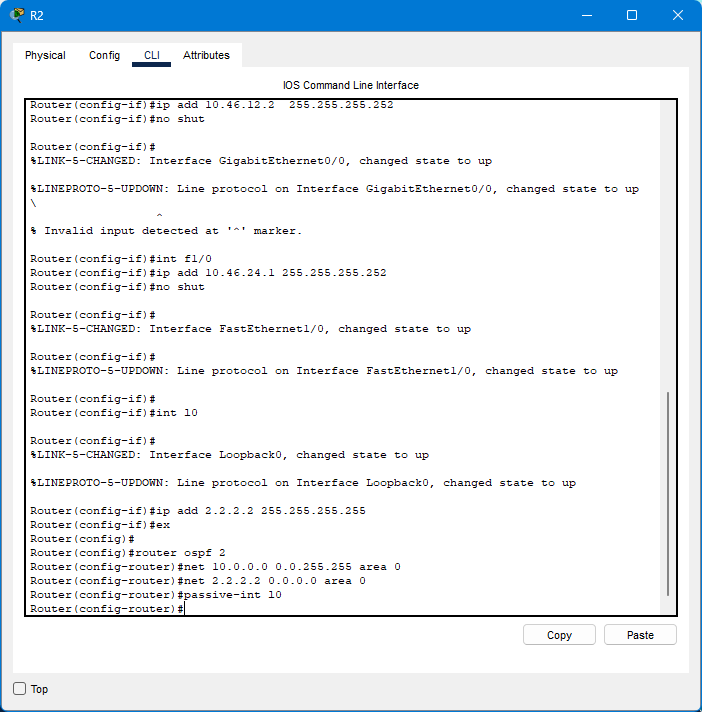 R2
Physical Config CLI Attributes
IOS Command Line Interface
Router(config-if)#ip add 10.46.12.2  255.255.255.252
Router(config-if)#no shut
Router(config-if)#
%LINK-5-CHANGED: Interface GigabitEthernet0/0, changed state to up
%LINEPROTO-5-UPDOWN: Line protocol on Interface GigabitEthernet0/0, changed state to up
\
^
% Invalid input detected at '^' marker.
Router(config-if)#int f1/0
Router(config-if)#ip add 10.46.24.1 255.255.255.252
Router(config-if)#no shut
Router(config-if)#
%LINK-5-CHANGED: Interface FastEthernet1/0, changed state to up
Router(config-if)#
%LINEPROTO-5-UPDOWN: Line protocol on Interface FastEthernet1/0, changed state to up
Router(config-if)#
Router(config-if)#int l0
Router(config-if)#
%LINK-5-CHANGED: Interface Loopback0, changed state to up
%LINEPROTO-5-UPDOWN: Line protocol on Interface Loopback0, changed state to up
Router(config-if)#ip add 2.2.2.2 255.255.255.255
Router(config-if)#ex
Router(config)#
Router(config)#router ospf 2
Router(config-router)#net 10.0.0.0 0.0.255.255 area 0
Router(config-router)#net 2.2.2.2 0.0.0.0 area 0
Router(config-router)#passive-int l0
Router(config-router)#
Copy Paste
Top